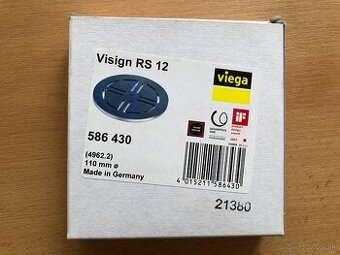 Visign RS 12
viega
586 430
(4962.2)
110 mm ø
Made in Germany
4 015211 586430
21380